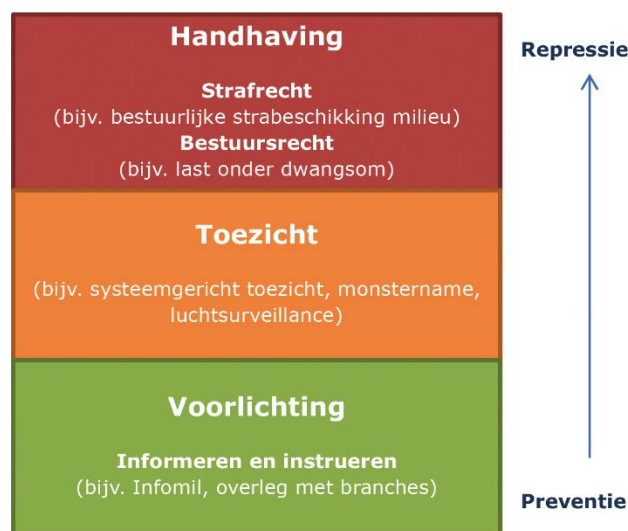 Handhaving
Repressie
Strafrecht
(bijv. bestuurlijke strabeschikking milieu)
Bestuursrecht
(bijv. last onder dwangsom)
Toezicht
(bijv. systeemgericht toezicht, monstername,
luchtsurveillance)
Voorlichting
Informeren en instrueren
(bijv. Infomil, overleg met branches)
Preventie